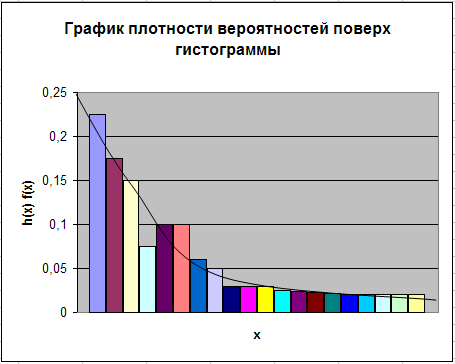 График плотности вероятностей поверх
гистограммы
0,25
0,2
0,15
0,1
0,05
0
h(x) f(x)
x